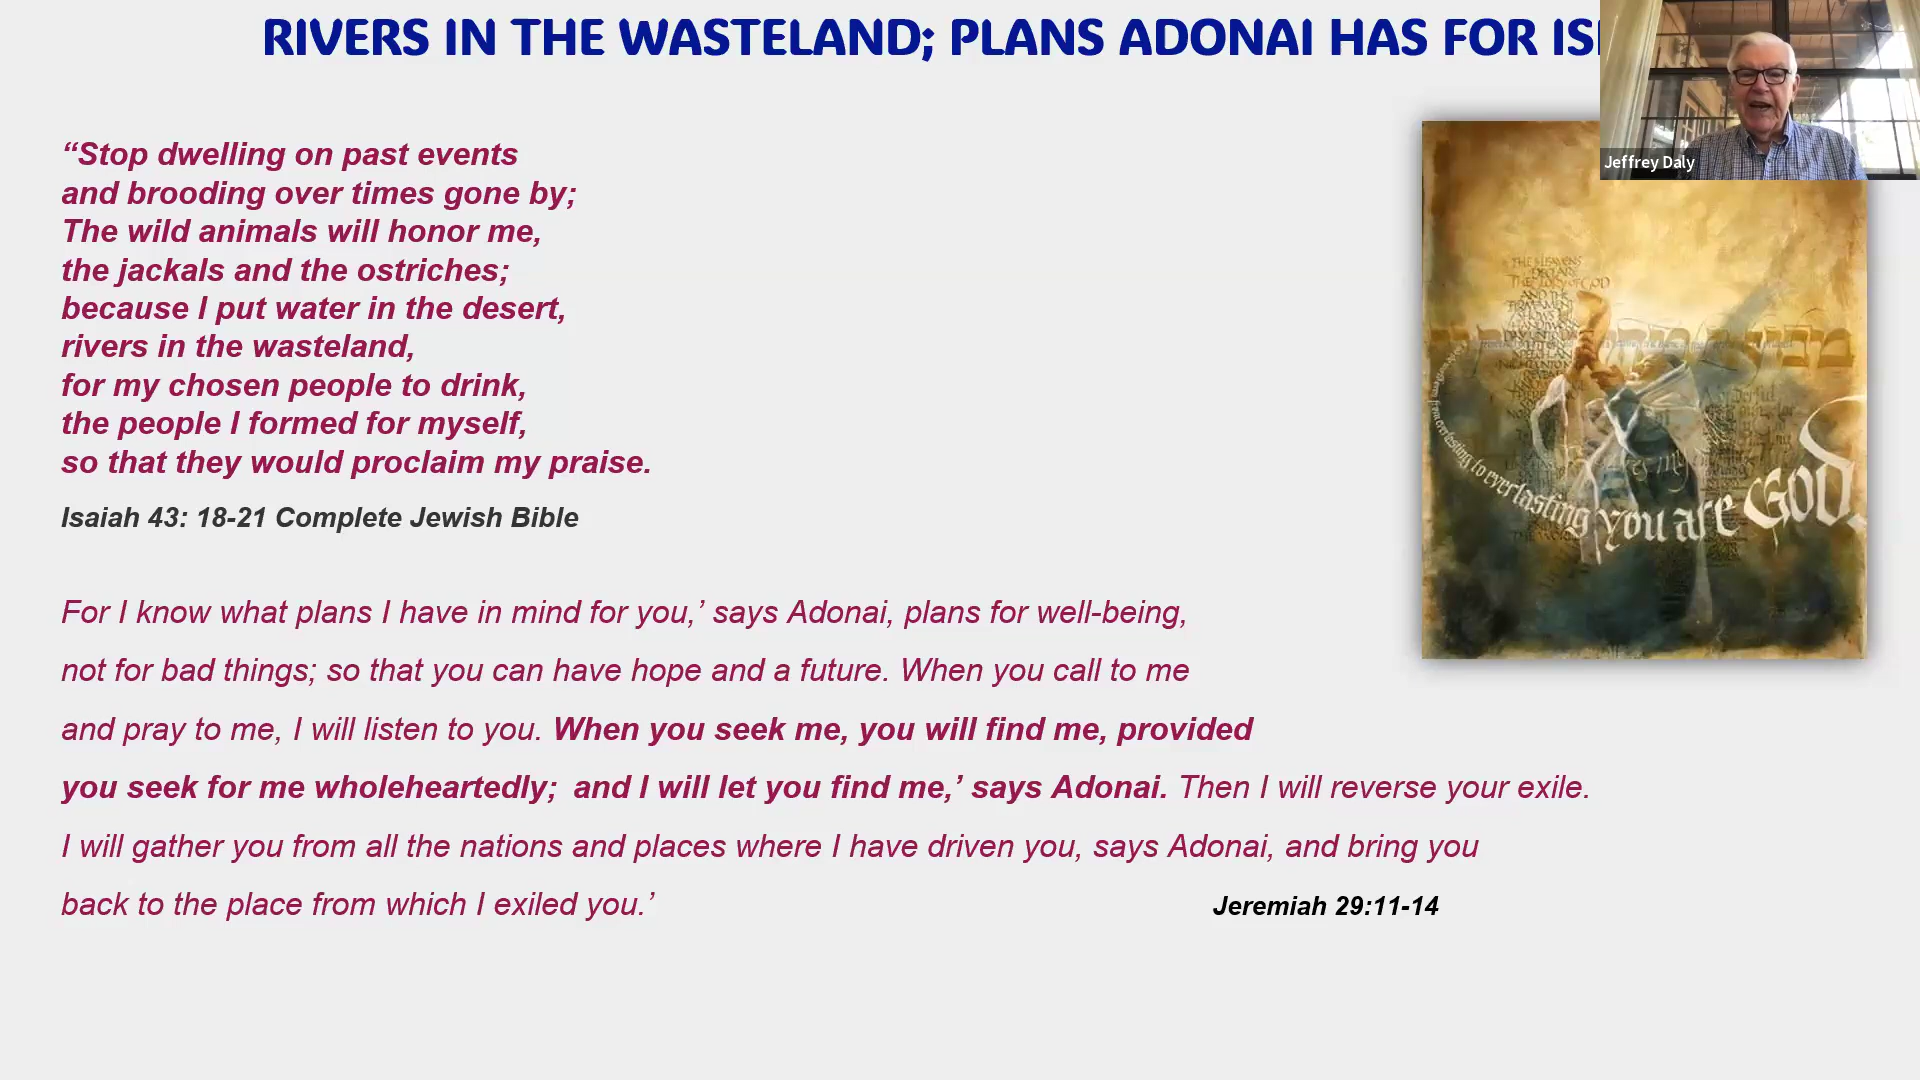 RIVERS IN THE WASTELAND; PLANS ADONAI HAS FOR
Jeffrey Daly
“Stop dwelling on past events
and brooding over times gone by;
The wild animals will honor me,
the jackals and the ostriches;
because I put water in the desert,
rivers in the wasteland,
for my chosen people to drink,
the people I formed for myself,
so that they would proclaim my praise.
Isaiah 43: 18-21 Complete Jewish Bible
THE HEAVENS
DECLARE
THE GLORY OF GOD
AND THE
everlasting to everlasting you are GOD.
For I know what plans I have in mind for you,’ says Adonai, plans for well-being,
not for bad things; so that you can have hope and a future. When you call to me
and pray to me, I will listen to you. When you seek me, you will find me, provided
you seek for me wholeheartedly;  and I will let you find me,’ says Adonai. Then I will reverse your exile.
I will gather you from all the nations and places where I have driven you, says Adonai, and bring you
back to the place from which I exiled you.’
Jeremiah 29:11-14